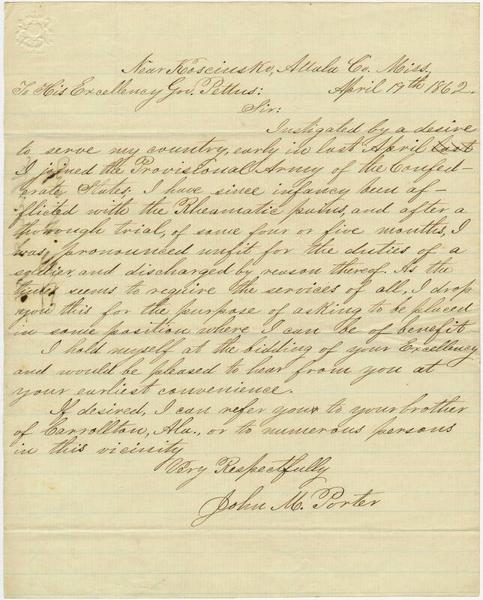 Near Kosciusko, Attala Co. Miss.
To His Excellency Gov. Pettus: April 19th 1862.
Sir:
Instigated by a desire
to serve my country, early in last April last
I joined the Provisional Army of the Confed-
erate States. I have since infancy been af-
flicted with the Rheamatic pains, and after a
thorough trial, of some four or five months, I
was pronounced unfit for the duties of a
soldier and discharged by reason thereof. As the
times seems to require the services of all, I drop
you this for the purpose of asking to be placed
in some position where I can be of benefit
I hold myself at the bidding of your Excellency
and would be pleased to hear from you at
your earliest convenience.
If desired, I can refer you to your brother
of Carrollton, Ala., or to numerous persons
in this vicinity
Very Respectfully
John M. Porter